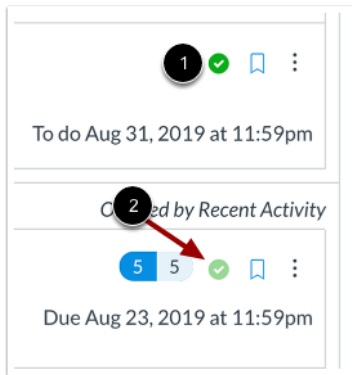 1
To do Aug 31, 2019 at 11:59pm
2 ed by Recent Activity
5 5
Due Aug 23, 2019 at 11:59pm